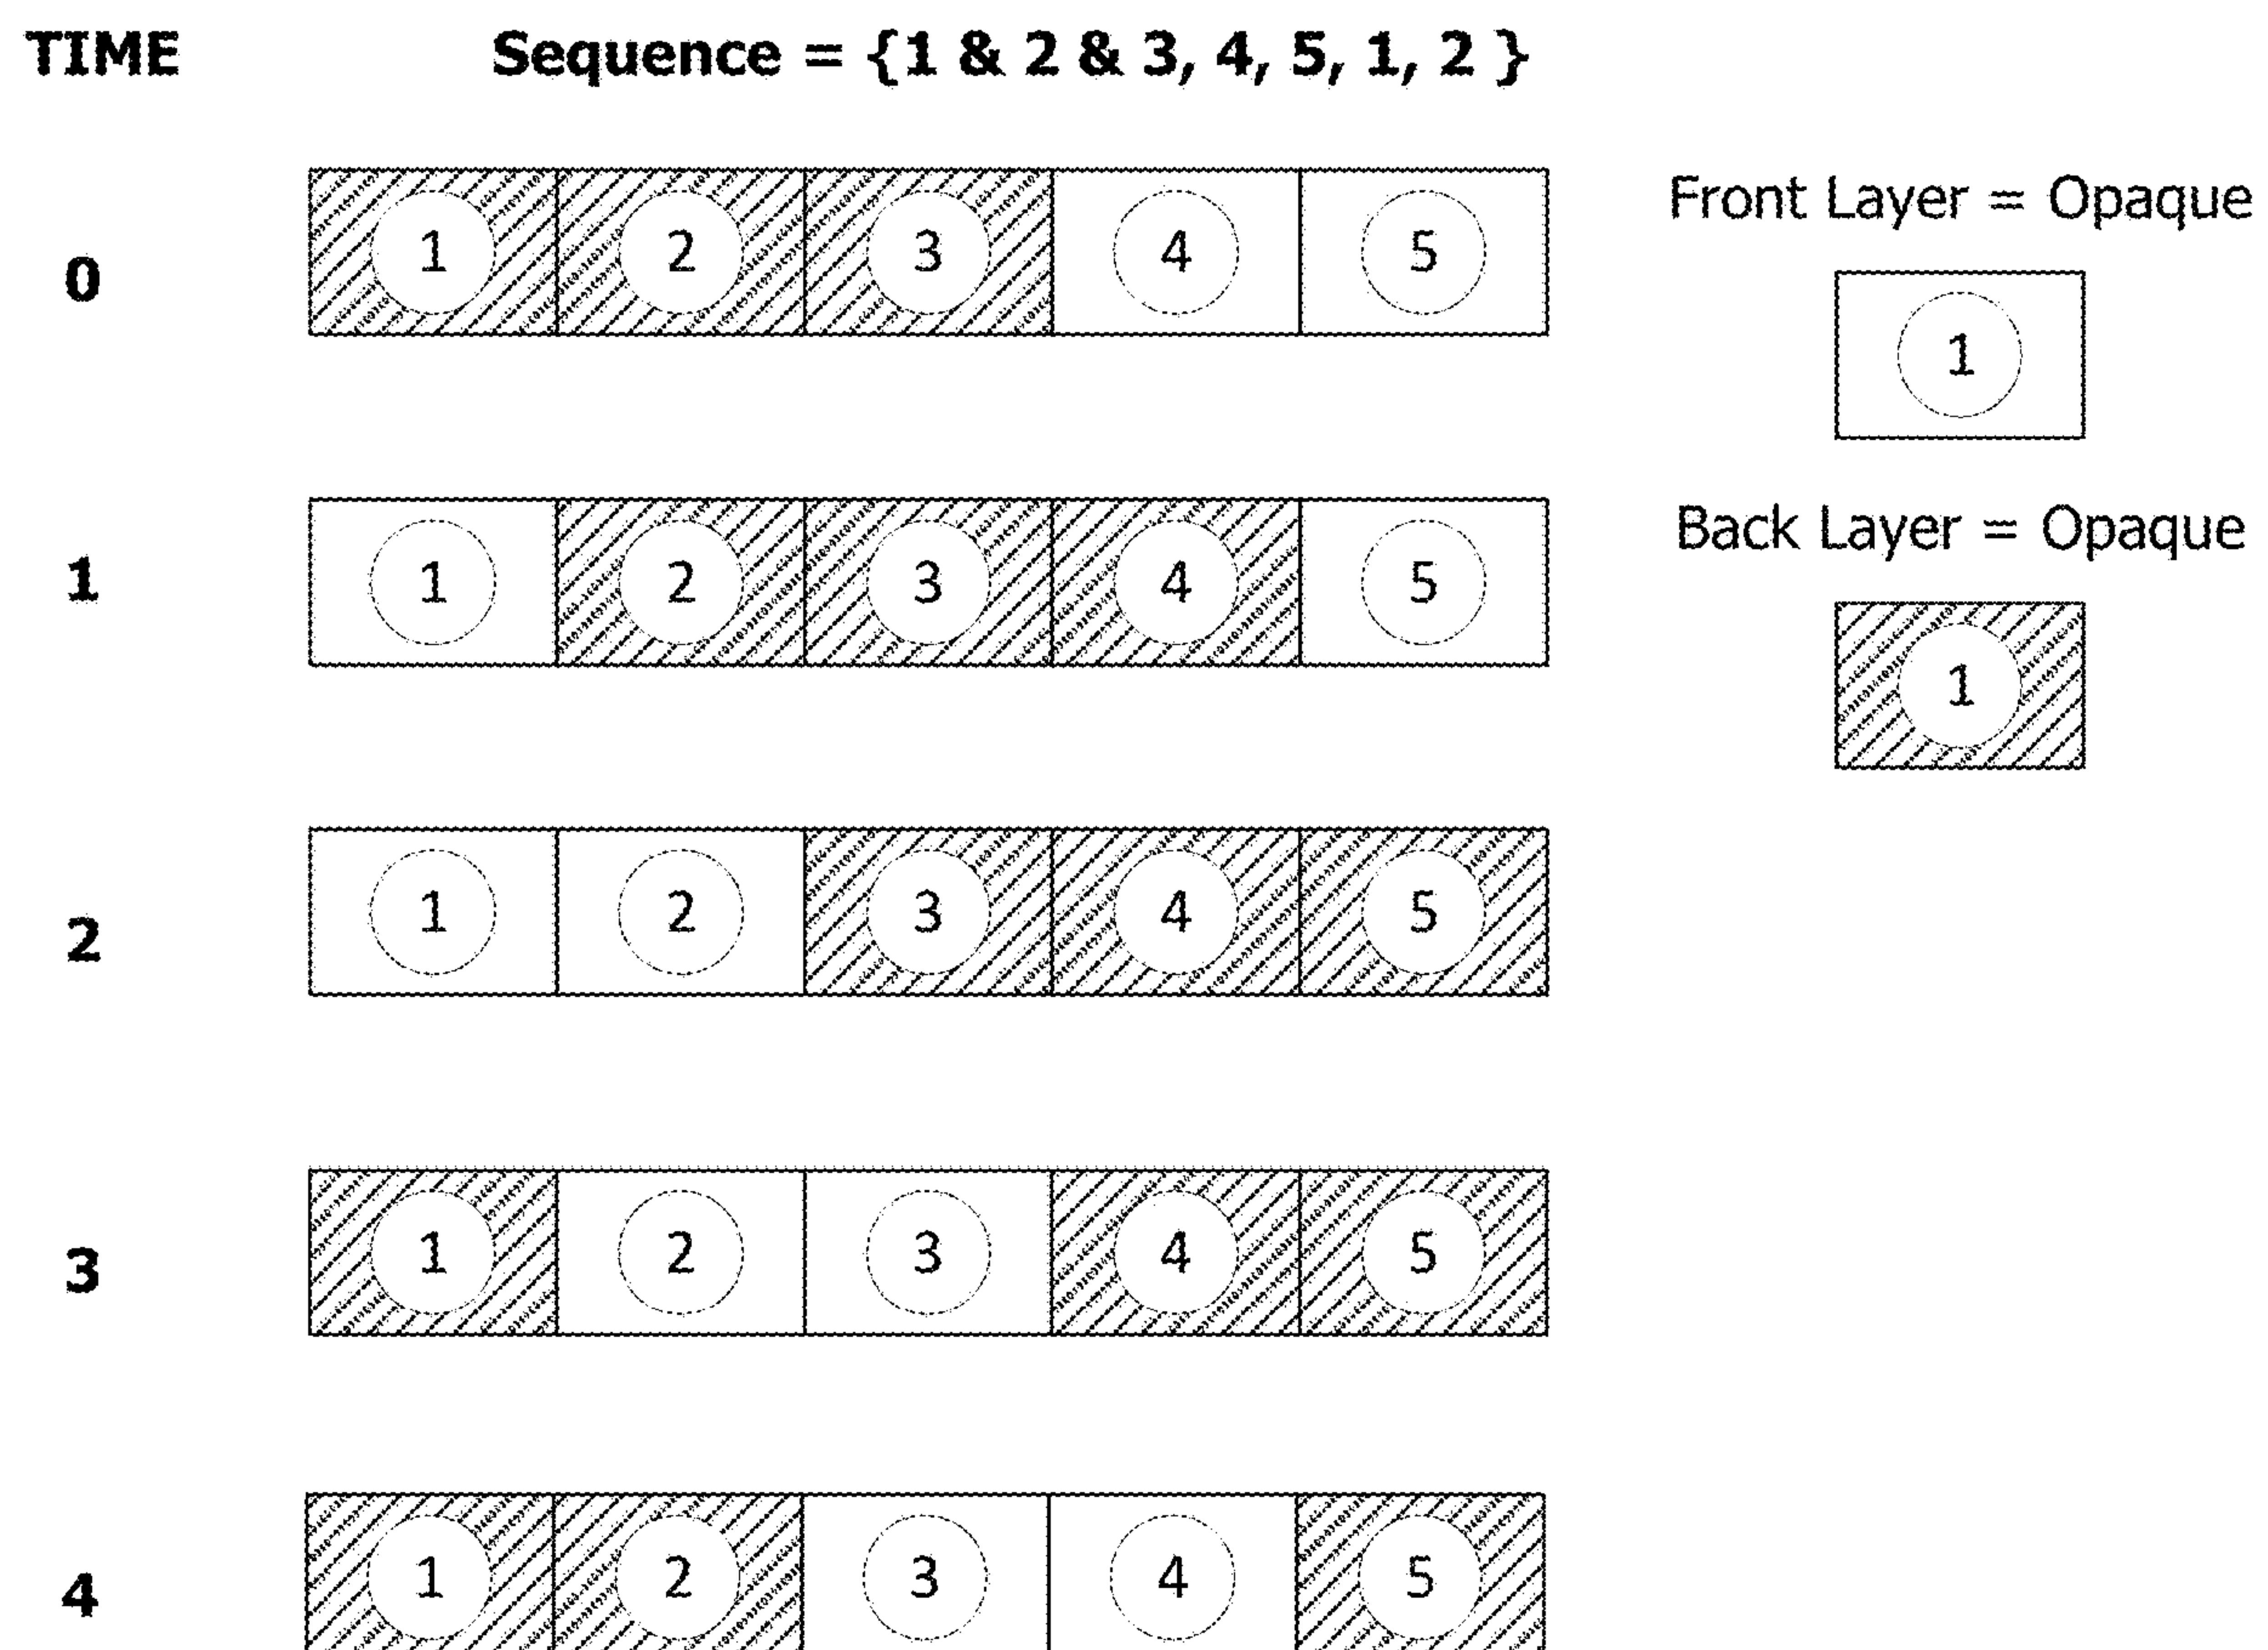 TIME
Sequence = {1 & 2 & 3, 4, 5, 1, 2 }
0
1 2 3 4 5
Front Layer = Opaque
1
1
1 2 3 4 5
Back Layer = Opaque
1
2
1 2 3 4 5
3
1 2 3 4 5
4
1 2 3 4 5